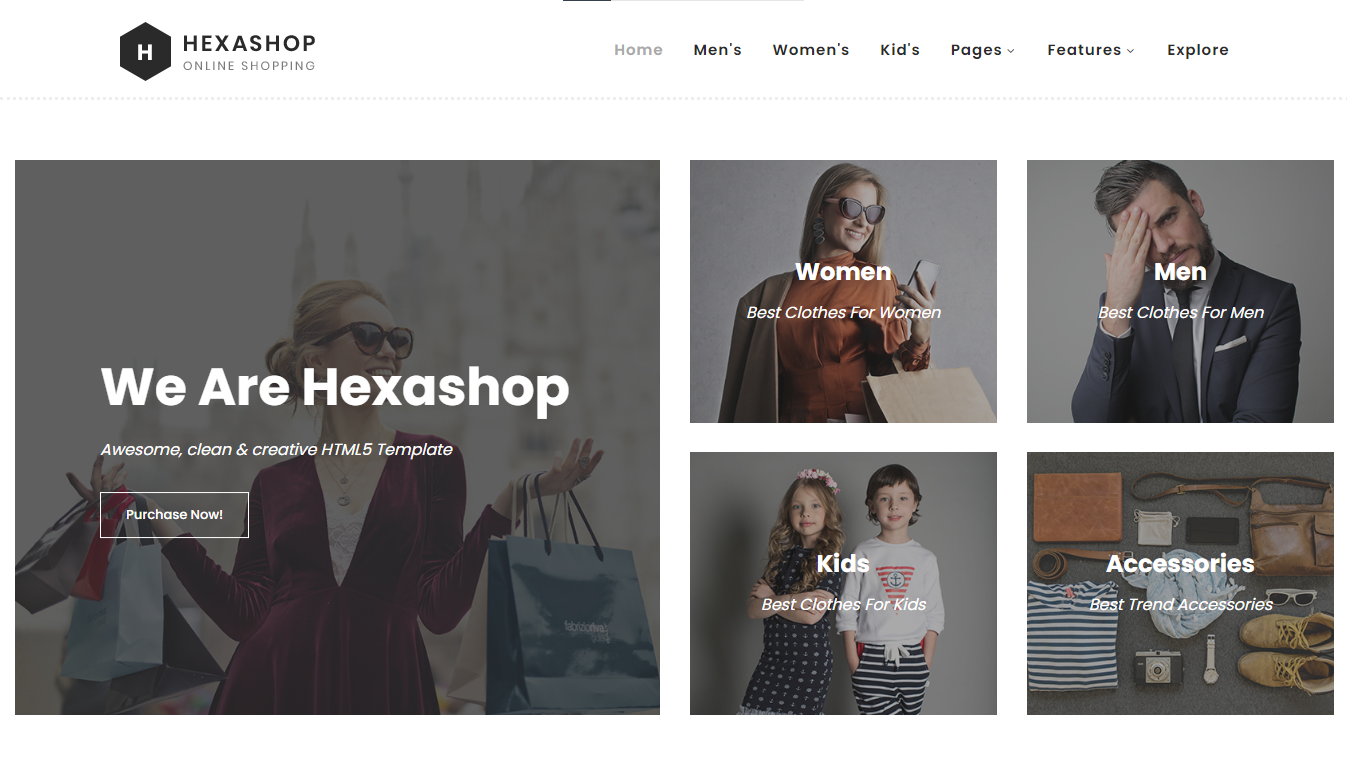 H
HEXASHOP
ONLINE SHOPPING
Home Men's Women's Kid's Pages Features Explore
We Are Hexashop
Awesome, clean & creative HTML5 Template
Purchase Now!
Women
Best Clothes For Women
Men
Best Clothes For Men
Kids
Best Clothes For Kids
Accessories
Best Trend Accessories